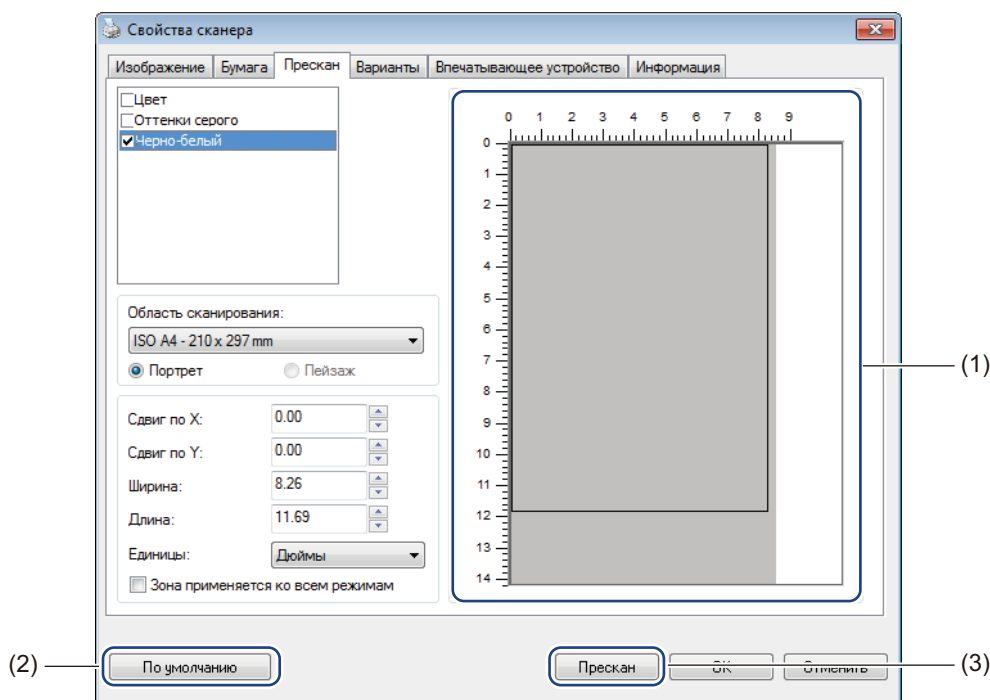 Свойства сканера
Изображение Бумага Прескан Варианты Впечатывающее устройство Информация
Цвет
Оттенки серого
Черно-белый
0 1 2 3 4 5 6 7 8 9
0
1
2
3
4
5
6
7
8
9
10
11
12
13
14
(1)
Область сканирования:
ISO A4 - 210 x 297 mm
Портрет Пейзаж
Сдвиг по X: 0.00
Сдвиг по Y: 0.00
Ширина: 8.26
Длина: 11.69
Единицы: Дюймы
Зона применяется ко всем режимам
(2) По умолчанию Прескан OK Отменить (3)